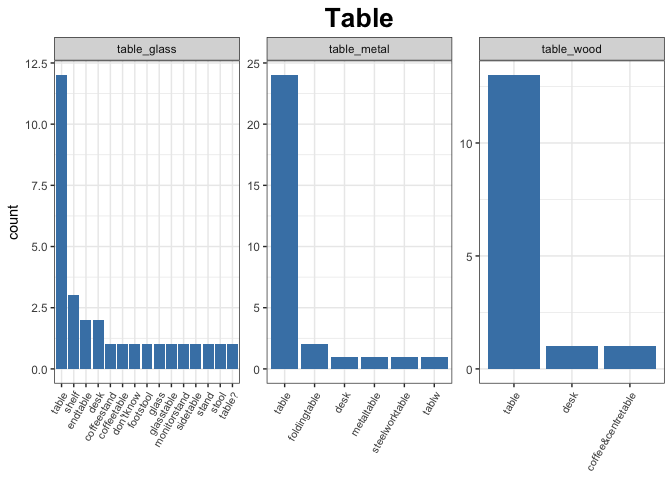 Table
table_glass
table_metal
table_wood
count
12.5
10.0
7.5
5.0
2.5
0.0
25
20
15
10
5
0
10
5
0
table
shelf
endtable
desk
coffeestand
coffeetable
don'tknow
footstool
glass
glasstable
monitorstand
sidetable
stand
stool
table?
table
foldingtable
desk
metaltable
steelworktable
tablw
table
desk
coffee&centretable